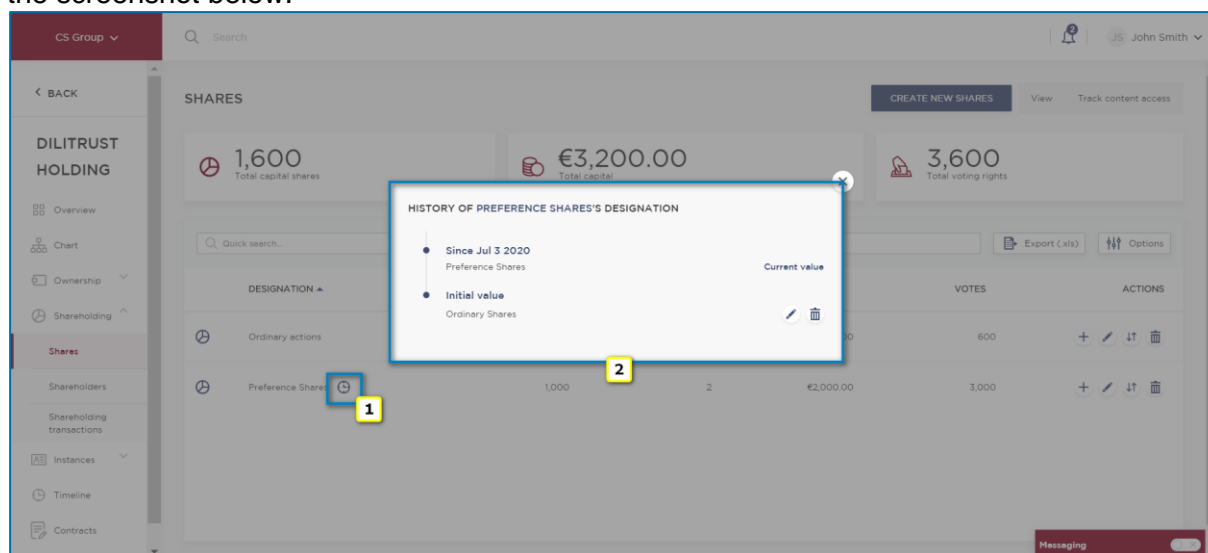 the screenshot below:
CS Group
Search
2
JS John Smith
BACK
SHARES
CREATE NEW SHARES
View
Track content access
DILITRUST
HOLDING
1,600
Total capital shares
€3,200.00
Total capital
3,600
Total voting rights
Overview
Chart
Ownership
Shareholding
Shares
Shareholders
Shareholding
transactions
Instances
Timeline
Contracts
Quick search...
Export (.xls)
Options
HISTORY OF PREFERENCE SHARES'S DESIGNATION
Since Jul 3 2020
Preference Shares
Current value
Initial value
Ordinary Shares
2
DESIGNATION
VOTES
ACTIONS
Ordinary actions
600
Preference Shares
1
1,000
2
€2,000.00
3,000
Messaging